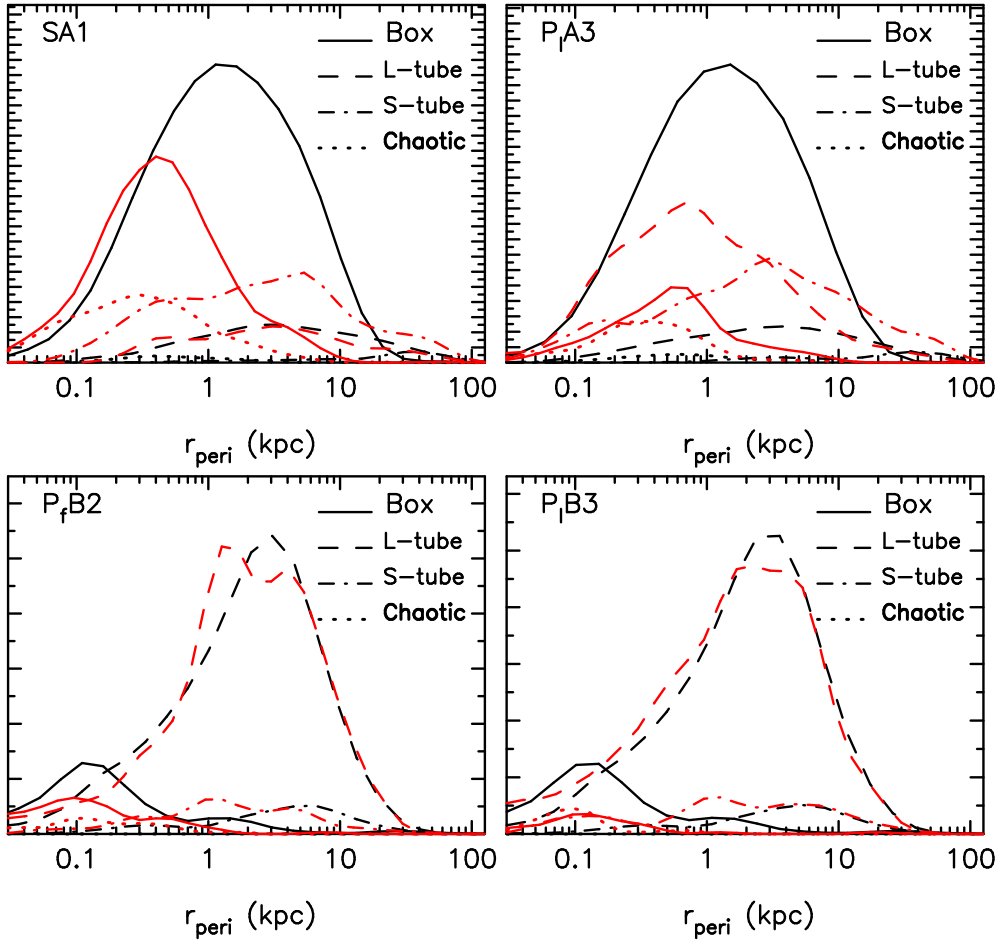 SA1
Box
L-tube
S-tube
Chaotic
0.1 1 10 100
r_peri (kpc)
P_lA3
Box
L-tube
S-tube
Chaotic
0.1 1 10 100
r_peri (kpc)
P_fB2
Box
L-tube
S-tube
Chaotic
0.1 1 10 100
r_peri (kpc)
P_lB3
Box
L-tube
S-tube
Chaotic
0.1 1 10 100
r_peri (kpc)